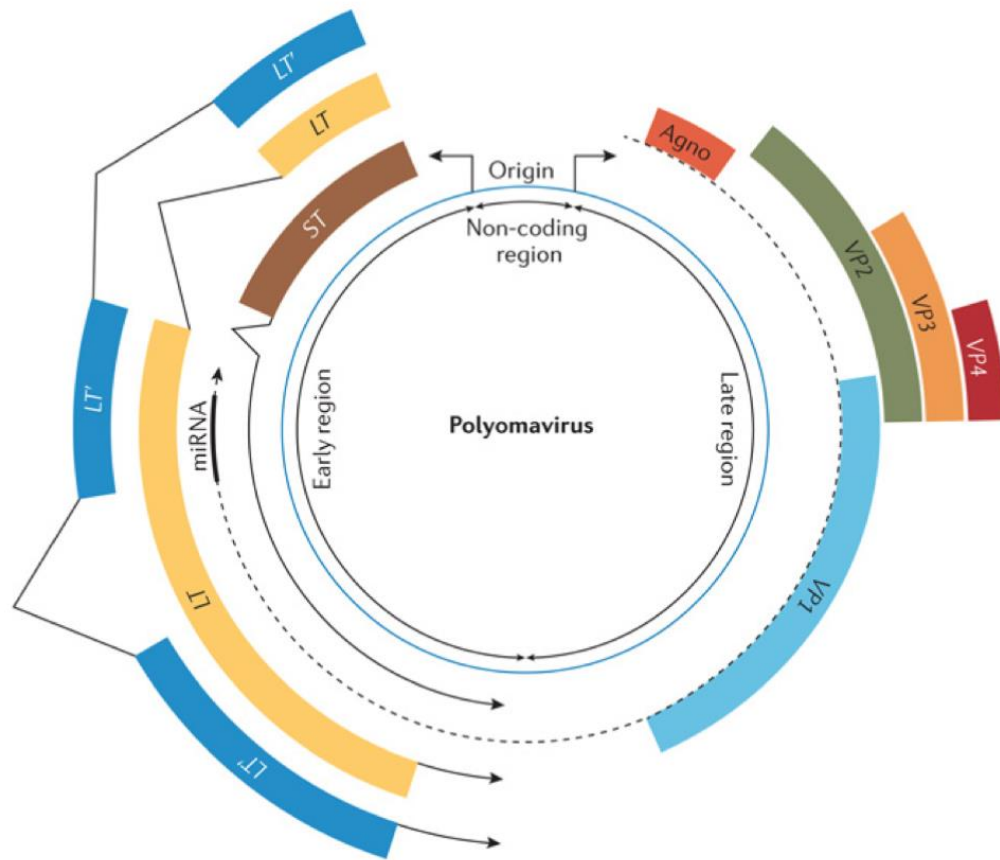 LT'
LT
ST
Origin
Non-coding
region
Agno
VP2
VP3
VP4
LT'
miRNA
Early region
Polyomavirus
Late region
LT
VP1
LT'